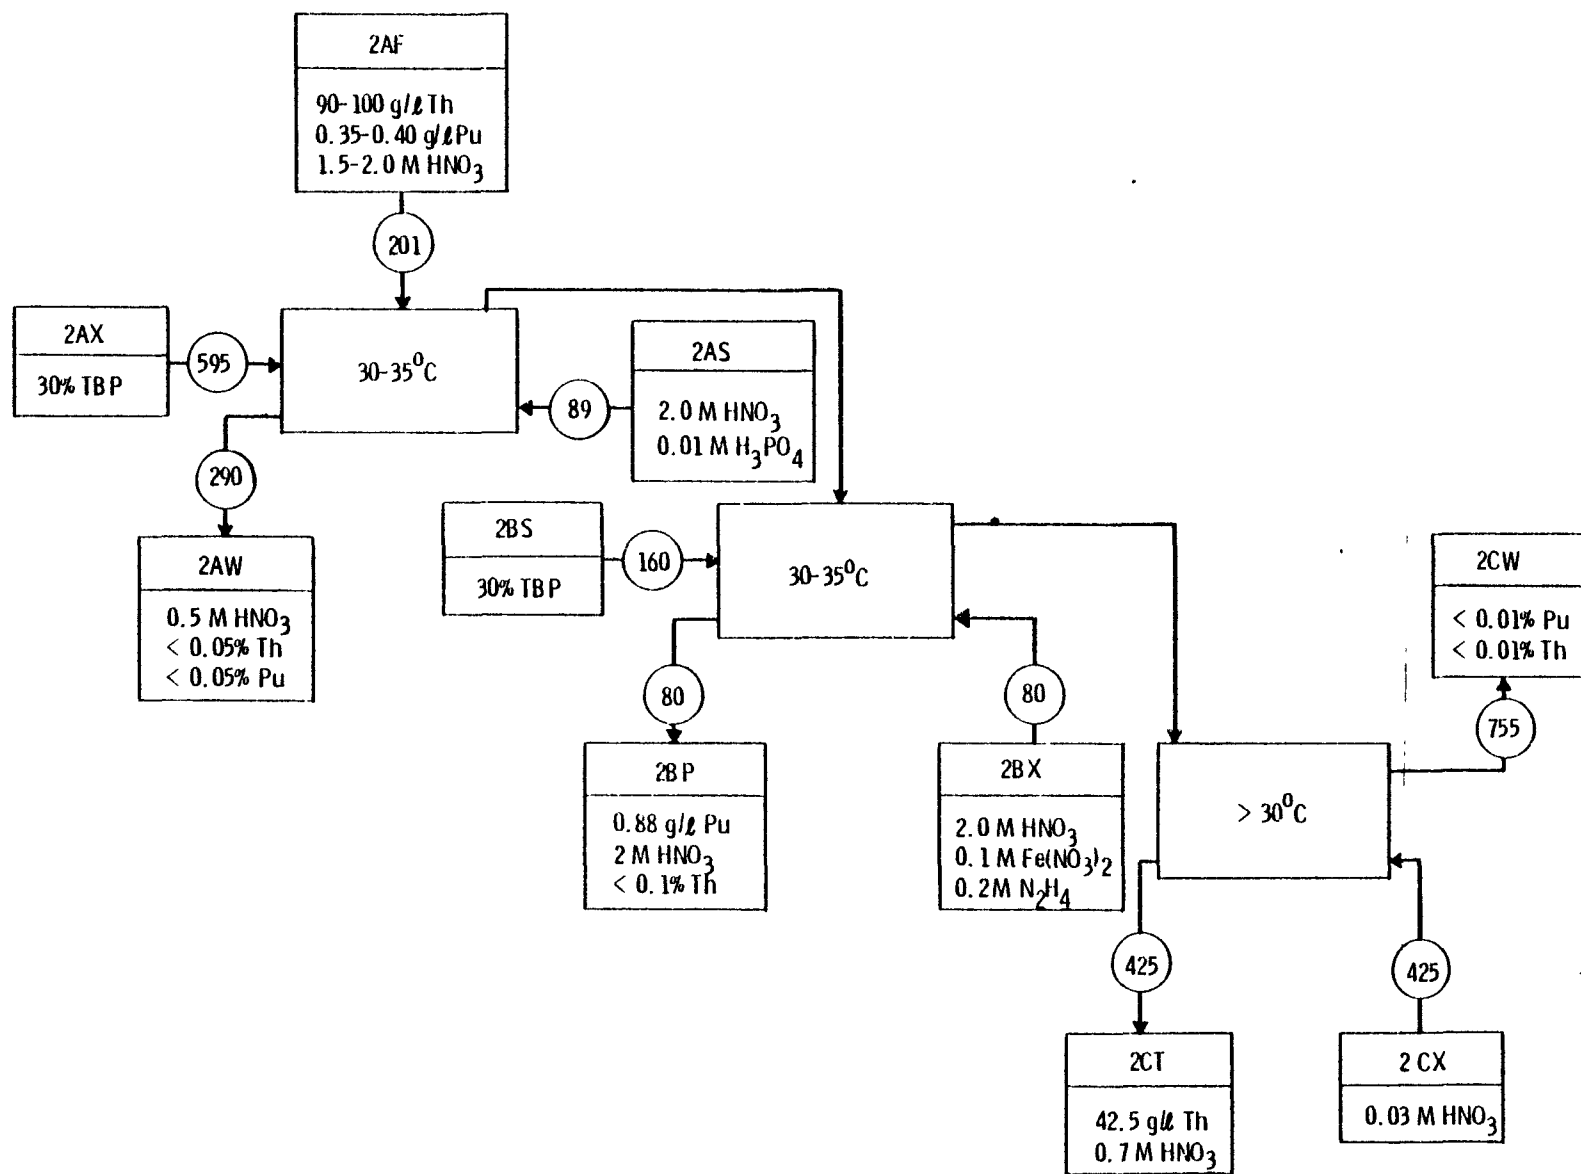 2AF
90-100 g/ℓ Th
0.35-0.40 g/ℓ Pu
1.5-2.0 M HNO3
201
2AX
30% TBP
595
30-35⁰C
89
2AS
2.0 M HNO3
0.01 M H3PO4
290
2AW
0.5 M HNO3
< 0.05% Th
< 0.05% Pu
2BS
30% TBP
160
30-35⁰C
80
2BP
0.88 g/ℓ Pu
2 M HNO3
< 0.1% Th
80
2BX
2.0 M HNO3
0.1 M Fe(NO3)2
0.2M N2H4
2CW
< 0.01% Pu
< 0.01% Th
755
> 30⁰C
425
2CT
42.5 g/ℓ Th
0.7 M HNO3
425
2 CX
0.03 M HNO3